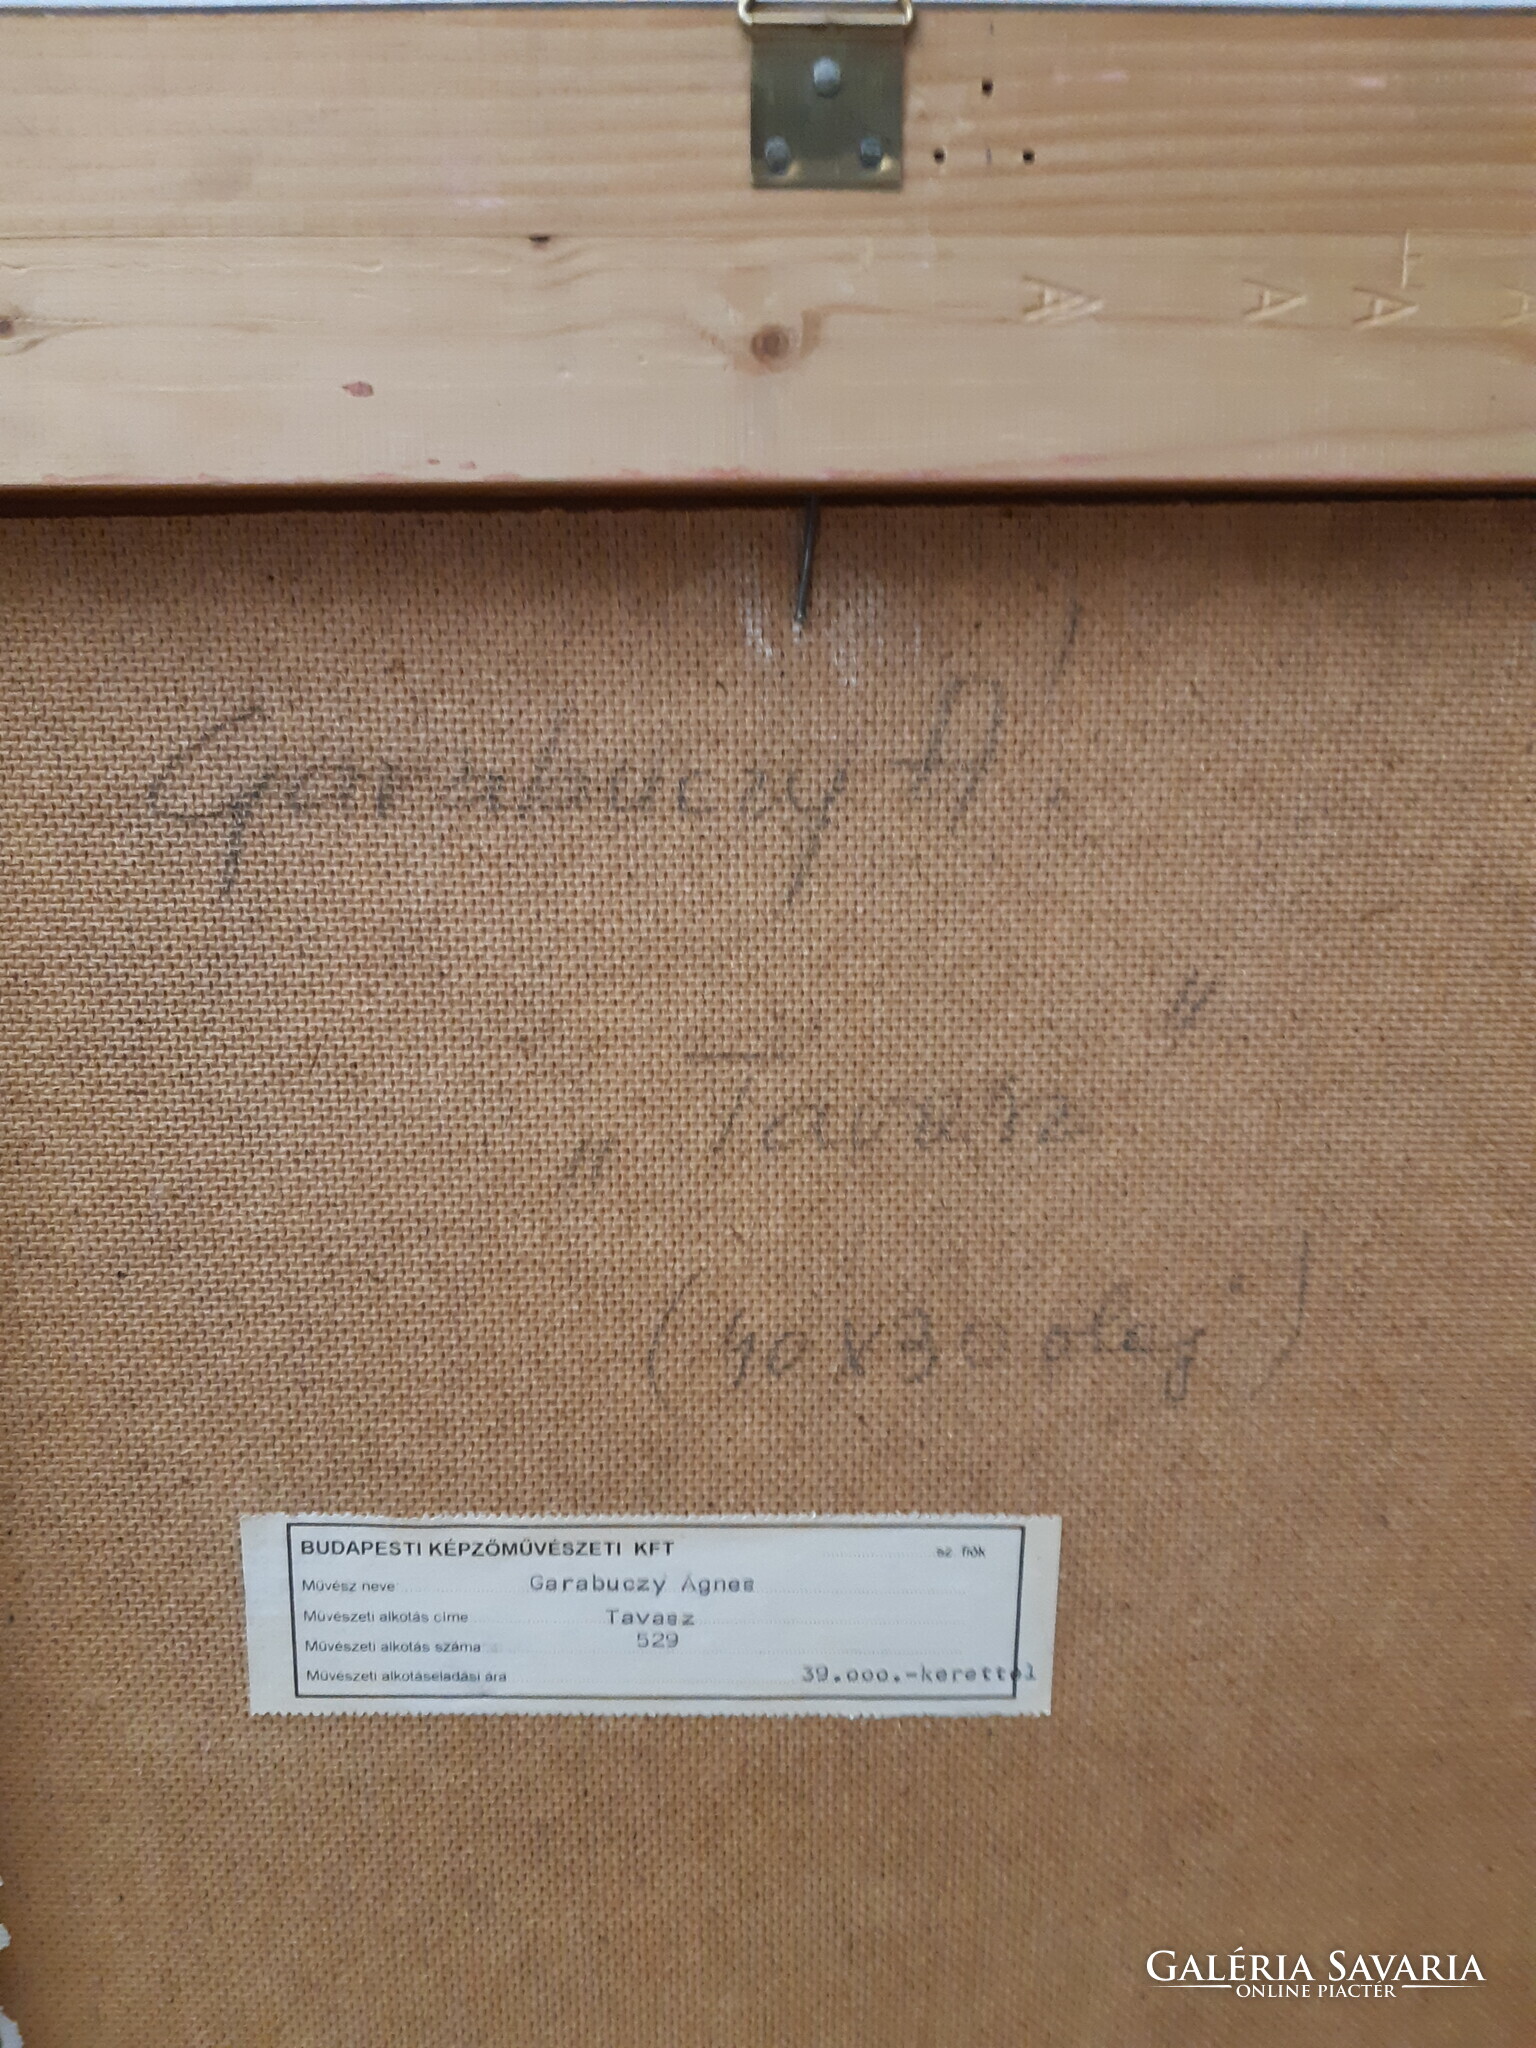 A A A
Garabuczy Á.
„Tavasz"
(40x30 olaj)
BUDAPESTI KÉPZŐMŰVÉSZETI KFT
sz. fiók
Művész neve Garabuczy Ágnes
Művészeti alkotás címe Tavasz
Művészeti alkotás száma 529
Művészeti alkotáseladási ára 39.000.-kerettel
GALÉRIA SAVARIA
ONLINE PIACTÉR